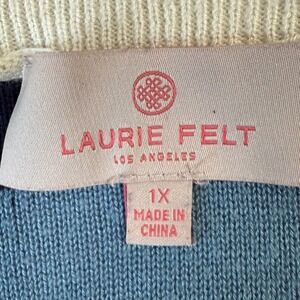 LAURIE FELT
LOS ANGELES
1X
MADE IN
CHINA